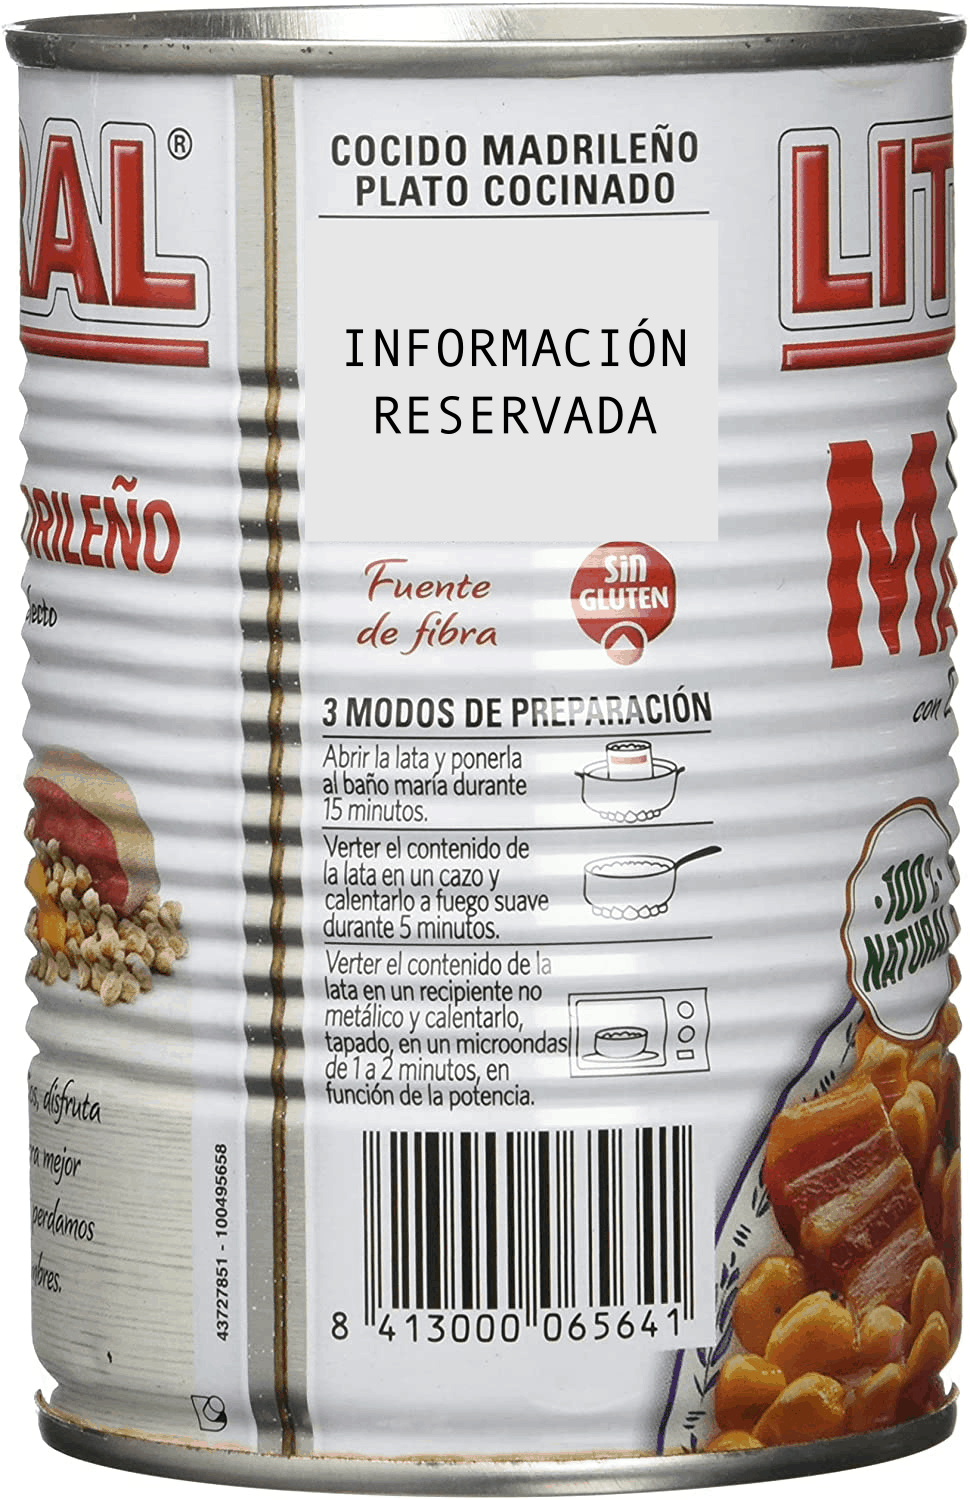 RAL®
DRILEÑO
fecto
disfruta
mejor
perdamos
43727851 - 100495658
COCIDO MADRILEÑO
PLATO COCINADO
INFORMACIÓN
RESERVADA
Fuente
de fibra
Sin
GLUTEN
3 MODOS DE PREPARACIÓN
Abrir la lata y ponerla
al baño maría durante
15 minutos.
Verter el contenido de
la lata en un cazo y
calentarlo a fuego suave
durante 5 minutos.
Verter el contenido de la
lata en un recipiente no
metálico y calentarlo,
tapado, en un microondas
de 1 a 2 minutos, en
función de la potencia.
8 413000 065641
LIT
MA
con
100%
NATURAL